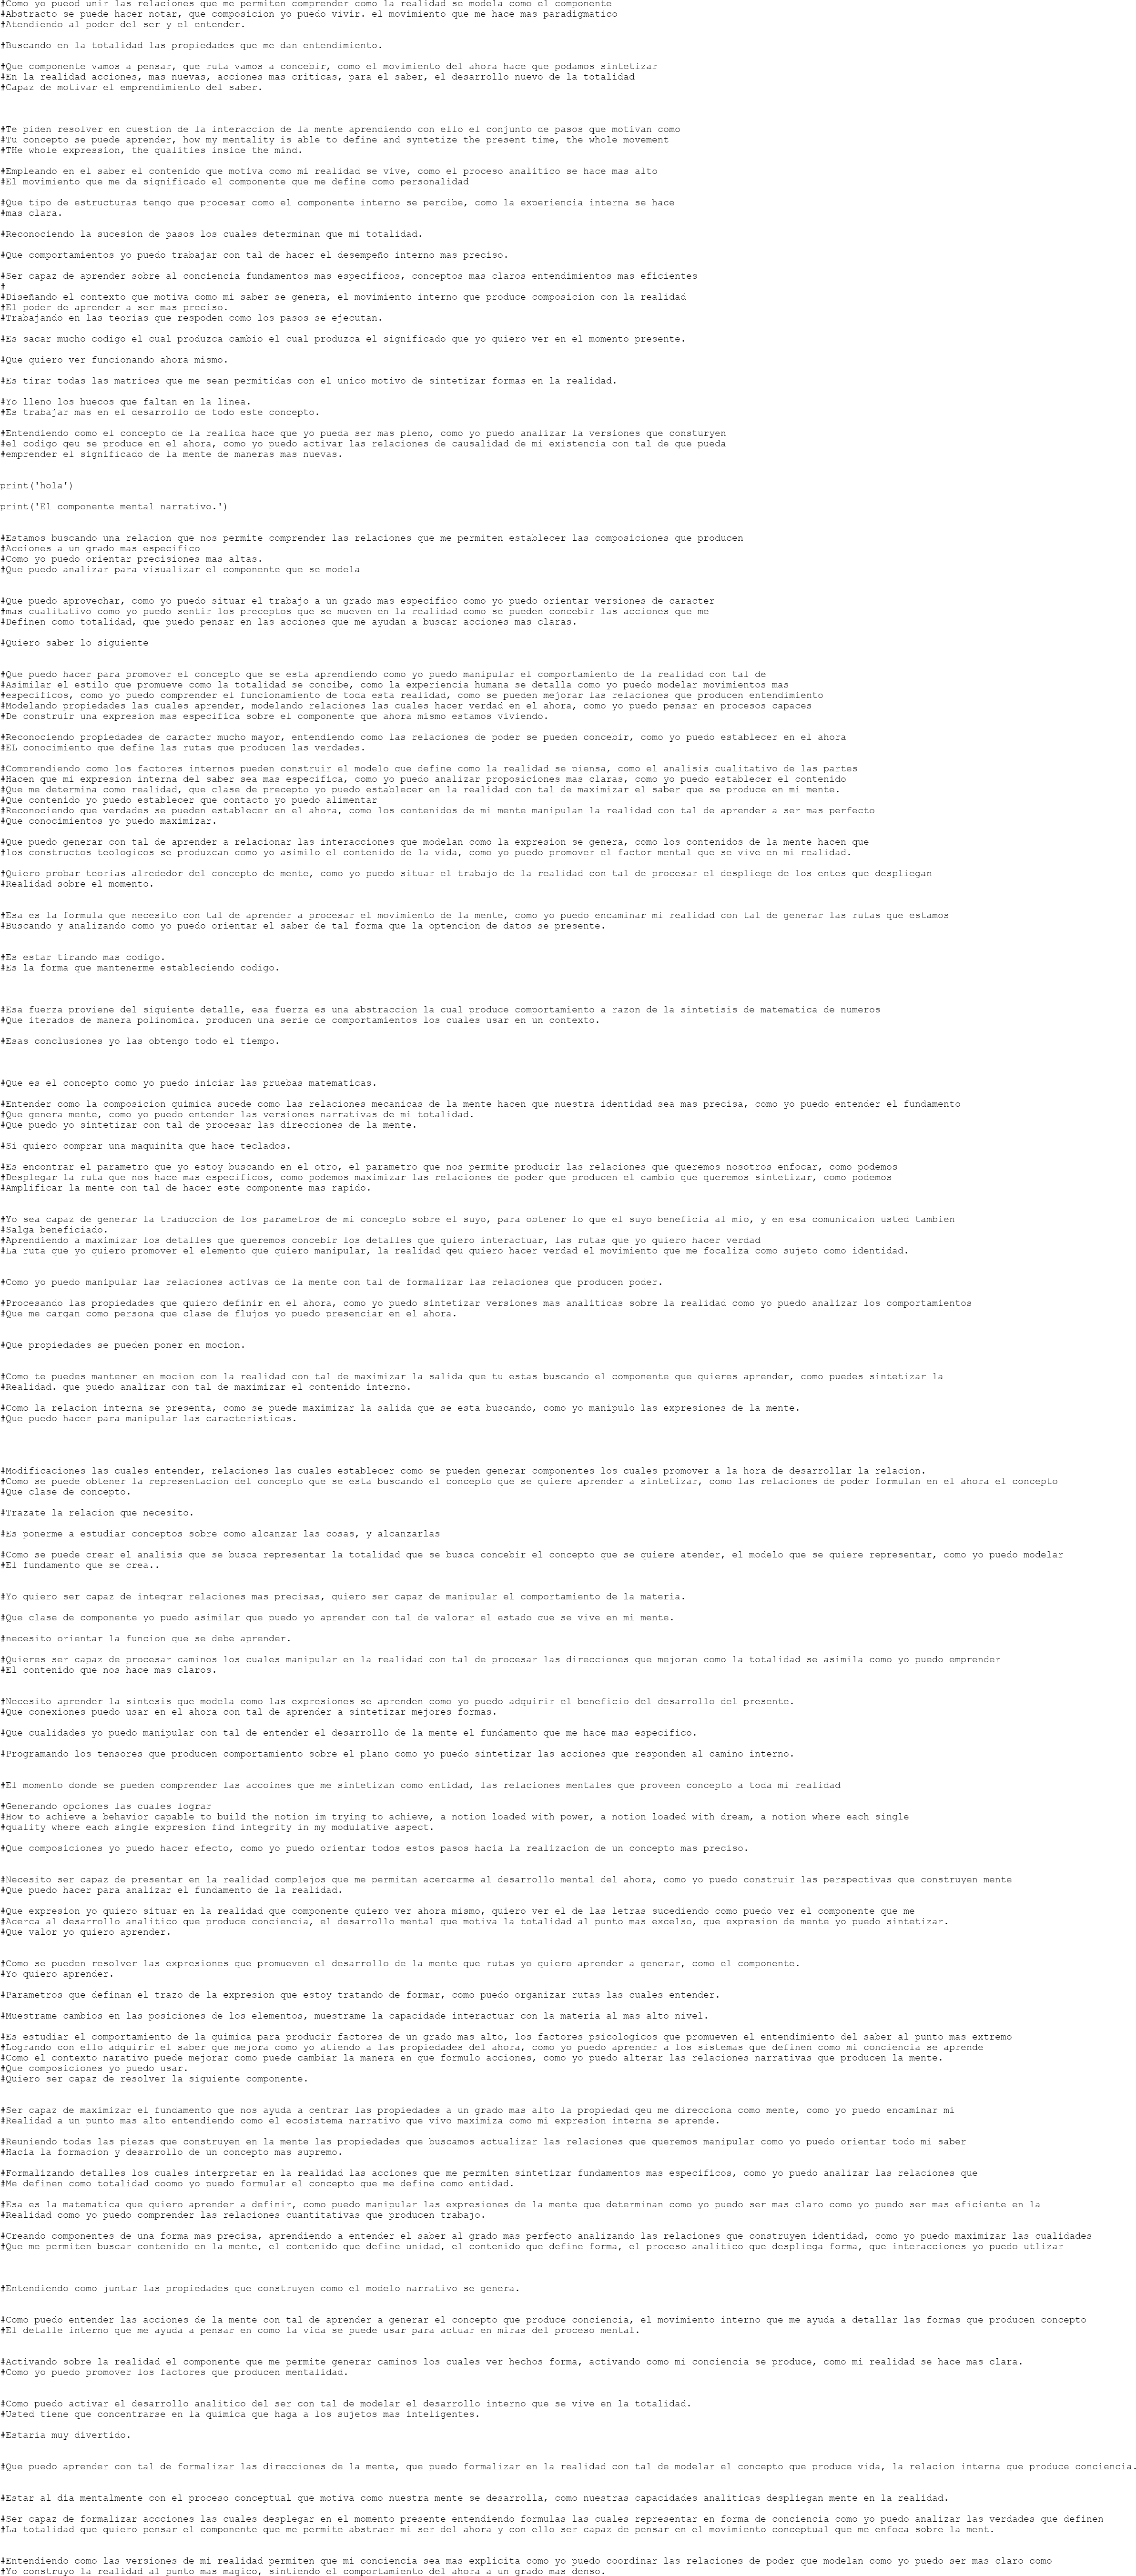 #Como yo pueod unir las relaciones que me permiten comprender como la realidad se modela como el componente
#Abstracto se puede hacer notar, que composicion yo puedo vivir. el movimiento que me hace mas paradigmatico
#Atendiendo al poder del ser y el entender.
#Buscando en la totalidad las propiedades que me dan entendimiento.
#Que componente vamos a pensar, que ruta vamos a concebir, como el movimiento del ahora hace que podamos sintetizar
#En la realidad acciones, mas nuevas, acciones mas criticas, para el saber, el desarrollo nuevo de la totalidad
#Capaz de motivar el emprendimiento del saber.
#Te piden resolver en cuestion de la interaccion de la mente aprendiendo con ello el conjunto de pasos que motivan como
#Tu concepto se puede aprender, how my mentality is able to define and syntetize the present time, the whole movement
#THe whole expression, the qualities inside the mind.
#Empleando en el saber el contenido que motiva como mi realidad se vive, como el proceso analitico se hace mas alto
#El movimiento que me da significado el componente que me define como personalidad
#Que tipo de estructuras tengo que procesar como el componente interno se percibe, como la experiencia interna se hace
#mas clara.
#Reconociendo la sucesion de pasos los cuales determinan que mi totalidad.
#Que comportamientos yo puedo trabajar con tal de hacer el desempeño interno mas preciso.
#Ser capaz de aprender sobre al conciencia fundamentos mas especificos, conceptos mas claros entendimientos mas eficientes
#
#Diseñando el contexto que motiva como mi saber se genera, el movimiento interno que produce composicion con la realidad
#El poder de aprender a ser mas preciso.
#Trabajando en las teorias que respoden como los pasos se ejecutan.
#Es sacar mucho codigo el cual produzca cambio el cual produzca el significado que yo quiero ver en el momento presente.
#Que quiero ver funcionando ahora mismo.
#Es tirar todas las matrices que me sean permitidas con el unico motivo de sintetizar formas en la realidad.
#Yo lleno los huecos que faltan en la linea.
#Es trabajar mas en el desarrollo de todo este concepto.
#Entendiendo como el concepto de la realida hace que yo pueda ser mas pleno, como yo puedo analizar la versiones que consturyen
#el codigo qeu se produce en el ahora, como yo puedo activar las relaciones de causalidad de mi existencia con tal de que pueda
#emprender el significado de la mente de maneras mas nuevas.
print('hola')
print('El componente mental narrativo.')
#Estamos buscando una relacion que nos permite comprender las relaciones que me permiten establecer las composiciones que producen
#Acciones a un grado mas especifico
#Como yo puedo orientar precisiones mas altas.
#Que puedo analizar para visualizar el componente que se modela
#Que puedo aprovechar, como yo puedo situar el trabajo a un grado mas especifico como yo puedo orientar versiones de caracter
#mas cualitativo como yo puedo sentir los preceptos que se mueven en la realidad como se pueden concebir las acciones que me
#Definen como totalidad, que puedo pensar en las acciones que me ayudan a buscar acciones mas claras.
#Quiero saber lo siguiente
#Que puedo hacer para promover el concepto que se esta aprendiendo como yo puedo manipular el comportamiento de la realidad con tal de
#Asimilar el estilo que promueve como la totalidad se concibe, como la experiencia humana se detalla como yo puedo modelar movimientos mas
#especificos, como yo puedo comprender el funcionamiento de toda esta realidad, como se pueden mejorar las relaciones que producen entendimiento
#Modelando propiedades las cuales aprender, modelando relaciones las cuales hacer verdad en el ahora, como yo puedo pensar en procesos capaces
#De construir una expresion mas especifica sobre el componente que ahora mismo estamos viviendo.
#Reconociendo propiedades de caracter mucho mayor, entendiendo como las relaciones de poder se pueden concebir, como yo puedo establecer en el ahora
#EL conocimiento que define las rutas que producen las verdades.
#Comprendiendo como los factores internos pueden construir el modelo que define como la realidad se piensa, como el analisis cualitativo de las partes
#Hacen que mi expresion interna del saber sea mas especifica, como yo puedo analizar proposiciones mas claras, como yo puedo establecer el contenido
#Que me determina como realidad, que clase de precepto yo puedo establecer en la realidad con tal de maximizar el saber que se produce en mi mente.
#Que contenido yo puedo establecer que contacto yo puedo alimentar
#Reconociendo que verdades se pueden establecer en el ahora, como los contenidos de mi mente manipulan la realidad con tal de aprender a ser mas perfecto
#Que conocimientos yo puedo maximizar.
#Que puedo generar con tal de aprender a relacionar las interacciones que modelan como la expresion se genera, como los contenidos de la mente hacen que
#los constructos teologicos se produzcan como yo asimilo el contenido de la vida, como yo puedo promover el factor mental que se vive en mi realidad.
#Quiero probar teorias alrededor del concepto de mente, como yo puedo situar el trabajo de la realidad con tal de procesar el despliege de los entes que despliegan
#Realidad sobre el momento.
#Esa es la formula que necesito con tal de aprender a procesar el movimiento de la mente, como yo puedo encaminar mi realidad con tal de generar las rutas que estamos
#Buscando y analizando como yo puedo orientar el saber de tal forma que la optencion de datos se presente.
#Es estar tirando mas codigo.
#Es la forma que mantenerme estableciendo codigo.
#Esa fuerza proviene del siguiente detalle, esa fuerza es una abstraccion la cual produce comportamiento a razon de la sintetisis de matematica de numeros
#Que iterados de manera polinomica. producen una serie de comportamientos los cuales usar en un contexto.
#Esas conclusiones yo las obtengo todo el tiempo.
#Que es el concepto como yo puedo iniciar las pruebas matematicas.
#Entender como la composicion quimica sucede como las relaciones mecanicas de la mente hacen que nuestra identidad sea mas precisa, como yo puedo entender el fundamento
#Que genera mente, como yo puedo entender las versiones narrativas de mi totalidad.
#Que puedo yo sintetizar con tal de procesar las direcciones de la mente.
#Si quiero comprar una maquinita que hace teclados.
#Es encontrar el parametro que yo estoy buscando en el otro, el parametro que nos permite producir las relaciones que queremos nosotros enfocar, como podemos
#Desplegar la ruta que nos hace mas especificos, como podemos maximizar las relaciones de poder que producen el cambio que queremos sintetizar, como podemos
#Amplificar la mente con tal de hacer este componente mas rapido.
#Yo sea capaz de generar la traduccion de los parametros de mi concepto sobre el suyo, para obtener lo que el suyo beneficia al mio, y en esa comunicaion usted tambien
#Salga beneficiado.
#Aprendiendo a maximizar los detalles que queremos concebir los detalles que quiero interactuar, las rutas que yo quiero hacer verdad
#La ruta que yo quiero promover el elemento que quiero manipular, la realidad qeu quiero hacer verdad el movimiento que me focaliza como sujeto como identidad.
#Como yo puedo manipular las relaciones activas de la mente con tal de formalizar las relaciones que producen poder.
#Procesando las propiedades que quiero definir en el ahora, como yo puedo sintetizar versiones mas analiticas sobre la realidad como yo puedo analizar los comportamientos
#Que me cargan como persona que clase de flujos yo puedo presenciar en el ahora.
#Que propiedades se pueden poner en mocion.
#Como te puedes mantener en mocion con la realidad con tal de maximizar la salida que tu estas buscando el componente que quieres aprender, como puedes sintetizar la
#Realidad. que puedo analizar con tal de maximizar el contenido interno.
#Como la relacion interna se presenta, como se puede maximizar la salida que se esta buscando, como yo manipulo las expresiones de la mente.
#Que puedo hacer para manipular las caracteristicas.
#Modificaciones las cuales entender, relaciones las cuales establecer como se pueden generar componentes los cuales promover a la hora de desarrollar la relacion.
#Como se puede obtener la representacion del concepto que se esta buscando el concepto que se quiere aprender a sintetizar, como las relaciones de poder formulan en el ahora el concepto
#Que clase de concepto.
#Trazate la relacion que necesito.
#Es ponerme a estudiar conceptos sobre como alcanzar las cosas, y alcanzarlas
#Como se puede crear el analisis que se busca representar la totalidad que se busca concebir el concepto que se quiere atender, el modelo que se quiere representar, como yo puedo modelar
#El fundamento que se crea..
#Yo quiero ser capaz de integrar relaciones mas precisas, quiero ser capaz de manipular el comportamiento de la materia.
#Que clase de componente yo puedo asimilar que puedo yo aprender con tal de valorar el estado que se vive en mi mente.
#necesito orientar la funcion que se debe aprender.
#Quieres ser capaz de procesar caminos los cuales manipular en la realidad con tal de procesar las direcciones que mejoran como la totalidad se asimila como yo puedo emprender
#El contenido que nos hace mas claros.
#Necesito aprender la sintesis que modela como las expresiones se aprenden como yo puedo adquirir el beneficio del desarrollo del presente.
#Que conexiones puedo usar en el ahora con tal de aprender a sintetizar mejores formas.
#Que cualidades yo puedo manipular con tal de entender el desarrollo de la mente el fundamento que me hace mas especifico.
#Programando los tensores que producen comportamiento sobre el plano como yo puedo sintetizar las acciones que responden al camino interno.
#El momento donde se pueden comprender las accoines que me sintetizan como entidad, las relaciones mentales que proveen concepto a toda mi realidad
#Generando opciones las cuales lograr
#How to achieve a behavior capable to build the notion im trying to achieve, a notion loaded with power, a notion loaded with dream, a notion where each single
#quality where each single expresion find integrity in my modulative aspect.
#Que composiciones yo puedo hacer efecto, como yo puedo orientar todos estos pasos hacia la realizacion de un concepto mas preciso.
#Necesito ser capaz de presentar en la realidad complejos que me permitan acercarme al desarrollo mental del ahora, como yo puedo construir las perspectivas que construyen mente
#Que puedo hacer para analizar el fundamento de la realidad.
#Que expresion yo quiero situar en la realidad que componente quiero ver ahora mismo, quiero ver el de las letras sucediendo como puedo ver el componente que me
#Acerca al desarrollo analitico que produce conciencia, el desarrollo mental que motiva la totalidad al punto mas excelso, que expresion de mente yo puedo sintetizar.
#Que valor yo quiero aprender.
#Como se pueden resolver las expresiones que promueven el desarrollo de la mente que rutas yo quiero aprender a generar, como el componente.
#Yo quiero aprender.
#Parametros que definan el trazo de la expresion que estoy tratando de formar, como puedo organizar rutas las cuales entender.
#Muestrame cambios en las posiciones de los elementos, muestrame la capacidade interactuar con la materia al mas alto nivel.
#Es estudiar el comportamiento de la quimica para producir factores de un grado mas alto, los factores psicologicos que promueven el entendimiento del saber al punto mas extremo
#Logrando con ello adquirir el saber que mejora como yo atiendo a las propiedades del ahora, como yo puedo aprender a los sistemas que definen como mi conciencia se aprende
#Como el contexto narativo puede mejorar como puede cambiar la manera en que formulo acciones, como yo puedo alterar las relaciones narrativas que producen la mente.
#Que composiciones yo puedo usar.
#Quiero ser capaz de resolver la siguiente componente.
#Ser capaz de maximizar el fundamento que nos ayuda a centrar las propiedades a un grado mas alto la propiedad qeu me direcciona como mente, como yo puedo encaminar mi
#Realidad a un punto mas alto entendiendo como el ecosistema narrativo que vivo maximiza como mi expresion interna se aprende.
#Reuniendo todas las piezas que construyen en la mente las propiedades que buscamos actualizar las relaciones que queremos manipular como yo puedo orientar todo mi saber
#Hacia la formacion y desarrollo de un concepto mas supremo.
#Formalizando detalles los cuales interpretar en la realidad las acciones que me permiten sintetizar fundamentos mas especificos, como yo puedo analizar las relaciones que
#Me definen como totalidad coomo yo puedo formular el concepto que me define como entidad.
#Esa es la matematica que quiero aprender a definir, como puedo manipular las expresiones de la mente que determinan como yo puedo ser mas claro como yo puedo ser mas eficiente en la
#Realidad como yo puedo comprender las relaciones cuantitativas que producen trabajo.
#Creando componentes de una forma mas precisa, aprendiendo a entender el saber al grado mas perfecto analizando las relaciones que construyen identidad, como yo puedo maximizar las cualidades
#Que me permiten buscar contenido en la mente, el contenido que define unidad, el contenido que define forma, el proceso analitico que despliega forma, que interacciones yo puedo utlizar
#Entendiendo como juntar las propiedades que construyen como el modelo narrativo se genera.
#Como puedo entender las acciones de la mente con tal de aprender a generar el concepto que produce conciencia, el movimiento interno que me ayuda a detallar las formas que producen concepto
#El detalle interno que me ayuda a pensar en como la vida se puede usar para actuar en miras del proceso mental.
#Activando sobre la realidad el componente que me permite generar caminos los cuales ver hechos forma, activando como mi conciencia se produce, como mi realidad se hace mas clara.
#Como yo puedo promover los factores que producen mentalidad.
#Como puedo activar el desarrollo analitico del ser con tal de modelar el desarrollo interno que se vive en la totalidad.
#Usted tiene que concentrarse en la quimica que haga a los sujetos mas inteligentes.
#Estaria muy divertido.
#Que puedo aprender con tal de formalizar las direcciones de la mente, que puedo formalizar en la realidad con tal de modelar el concepto que produce vida, la relacion interna que produce conciencia.
#Estar al dia mentalmente con el proceso conceptual que motiva como nuestra mente se desarrolla, como nuestras capacidades analiticas despliegan mente en la realidad.
#Ser capaz de formalizar accciones las cuales desplegar en el momento presente entendiendo formulas las cuales representar en forma de conciencia como yo puedo analizar las verdades que definen
#La totalidad que quiero pensar el componente que me permite abstraer mi ser del ahora y con ello ser capaz de pensar en el movimiento conceptual que me enfoca sobre la ment.
#Entendiendo como las versiones de mi realidad permiten que mi conciencia sea mas explicita como yo puedo coordinar las relaciones de poder que modelan como yo puedo ser mas claro como
#Yo construyo la realidad al punto mas magico, sintiendo el comportamiento del ahora a un grado mas denso.